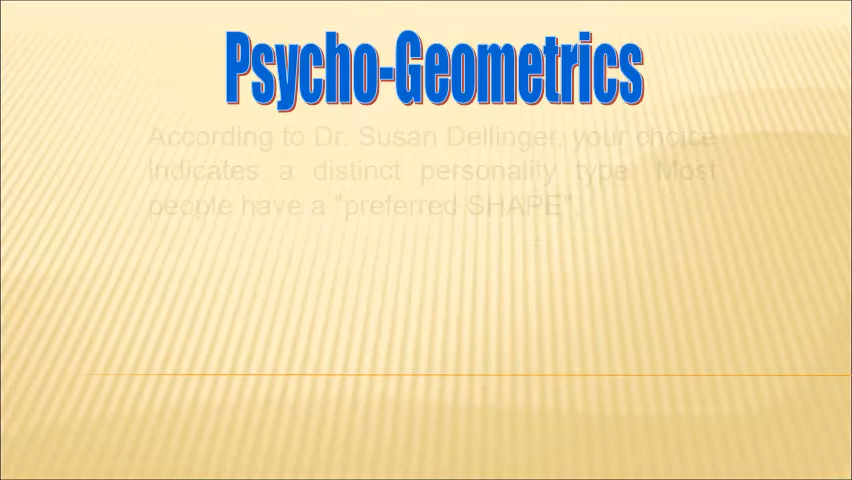 Psycho-Geometrics
According to Dr. Susan Dellinger, your choice
indicates a distinct personality type. Most
people have a "preferred SHAPE".